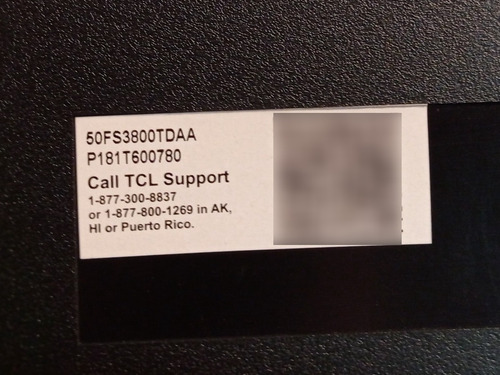 50FS3800TDAA
P181T600780
Call TCL Support
1-877-300-8837
or 1-877-800-1269 in AK,
HI or Puerto Rico.